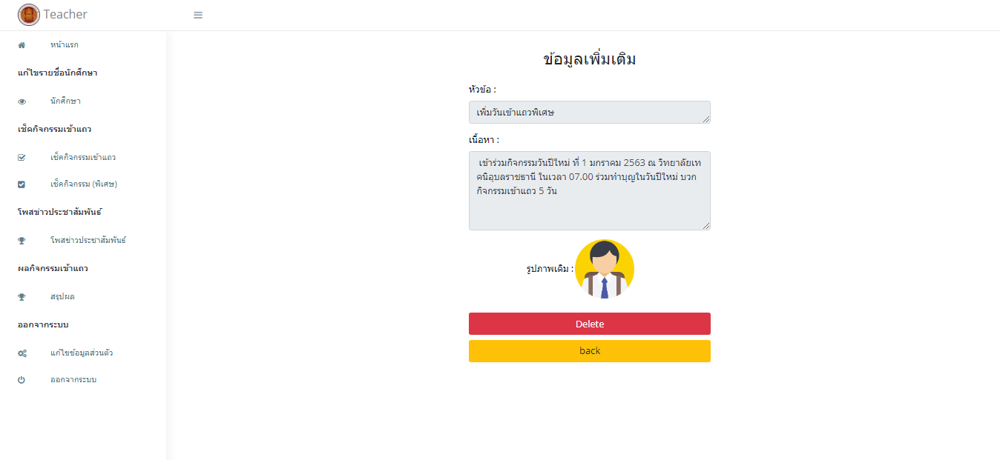 Teacher
หน้าแรก
แก้ไขรายชื่อนักศึกษา
นักศึกษา
เช็คกิจกรรมเข้าแถว
เช็คกิจกรรมเข้าแถว
เช็คกิจกรรม (พิเศษ)
โพสข่าวประชาสัมพันธ์
โพสข่าวประชาสัมพันธ์
ผลกิจกรรมเข้าแถว
สรุปผล
ออกจากระบบ
แก้ไขข้อมูลส่วนตัว
ออกจากระบบ
ข้อมูลเพิ่มเติม
หัวข้อ :
เพิ่มวันเข้าแถวพิเศษ
เนื้อหา :
เข้าร่วมกิจกรรมวันปีใหม่ ที่ 1 มกราคม 2563 ณ วิทยาลัยเท
คนิอุบลราชธานี ในเวลา 07.00 ร่วมทำบุญในวันปีใหม่ บวก
กิจกรรมเข้าแถว 5 วัน
รูปภาพเดิม :
Delete
back